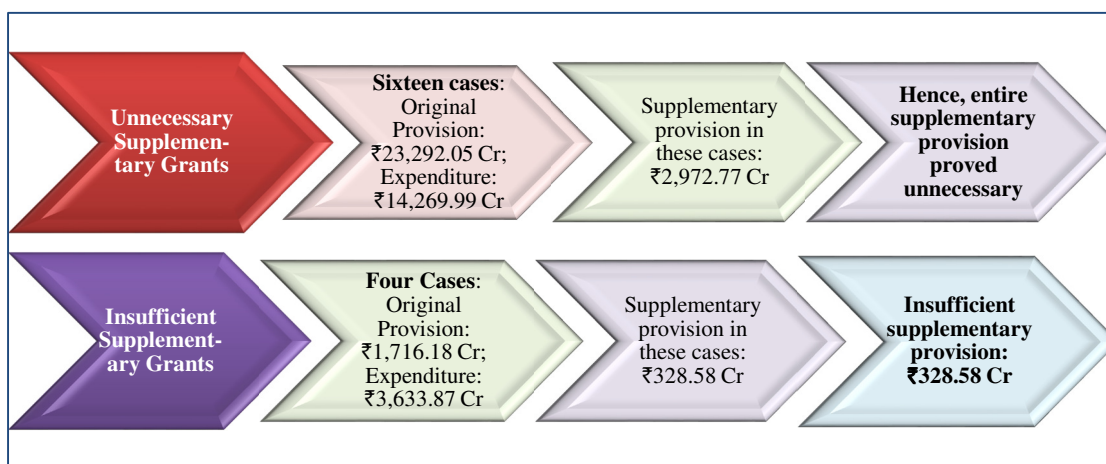 Unnecessary
Supplemen-
tary Grants
Sixteen cases:
Original
Provision:
₹23,292.05 Cr;
Expenditure:
₹14,269.99 Cr
Supplementary
provision in
these cases:
₹2,972.77 Cr
Hence, entire
supplementary
provision
proved
unnecessary
Insufficient
Supplement-
ary Grants
Four Cases:
Original
Provision:
₹1,716.18 Cr;
Expenditure:
₹3,633.87 Cr
Supplementary
provision in
these cases:
₹328.58 Cr
Insufficient
supplementary
provision:
₹328.58 Cr